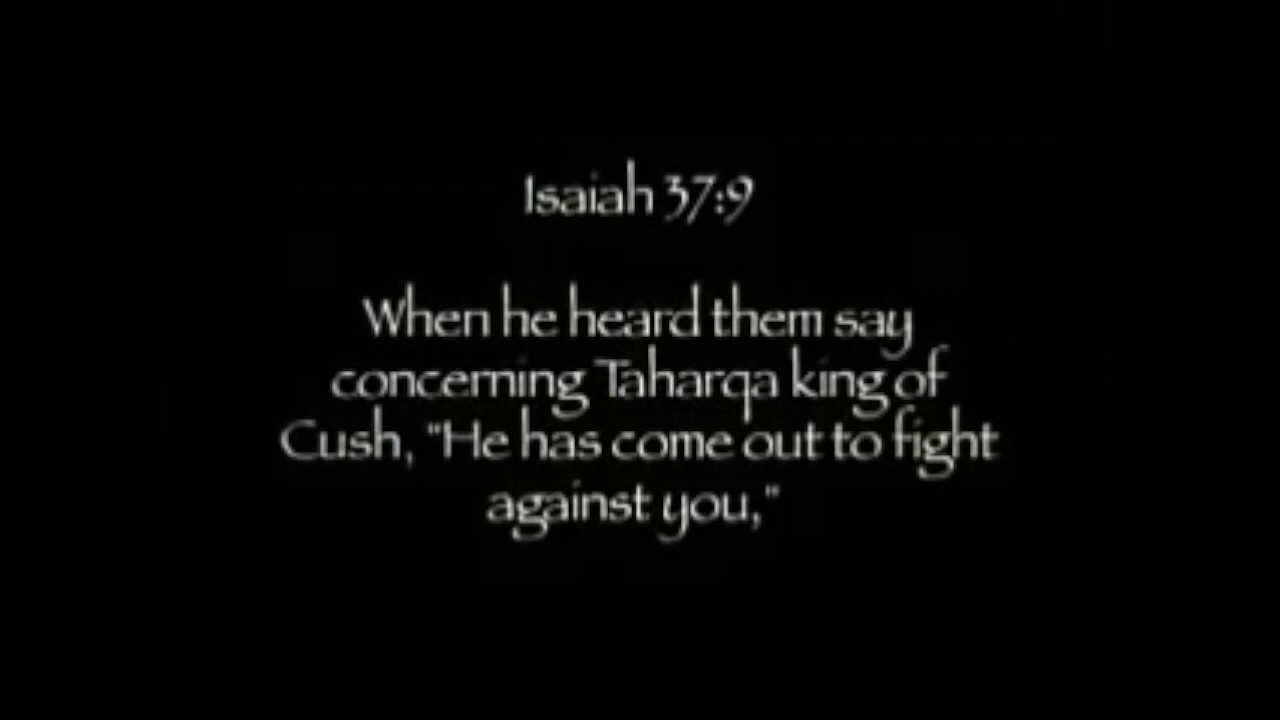 Isaiah 37:9
When he heard them say
concerning Taharqa king of
Cush, "He has come out to fight
against you,"